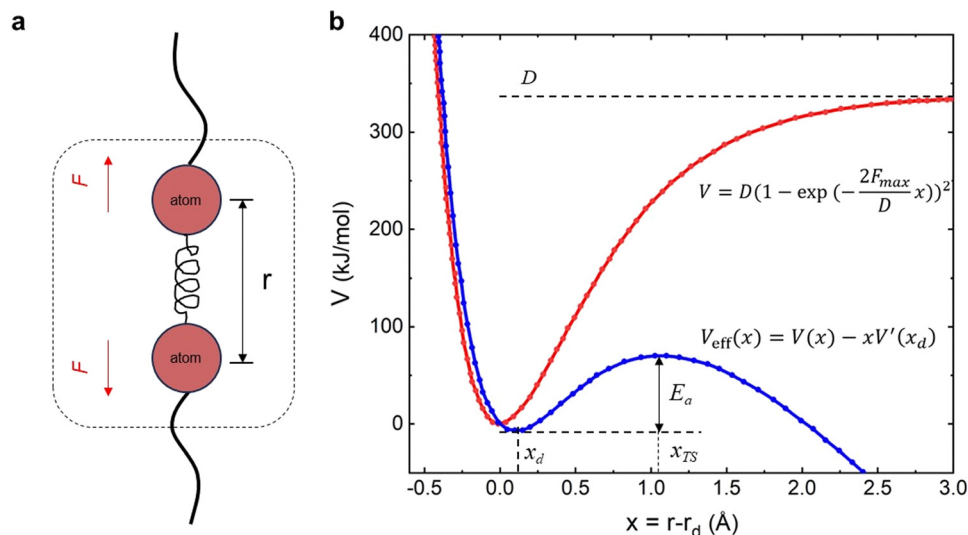 a
F
atom
r
F
atom
b
V (kJ/mol)
400
300
200
100
0
D
V = D(1 − exp (−2F_max/D x))²
V_eff(x) = V(x) − xV′(x_d)
E_a
x_d
x_TS
-0.5 0.0 0.5 1.0 1.5 2.0 2.5 3.0
x = r-r_d (Å)